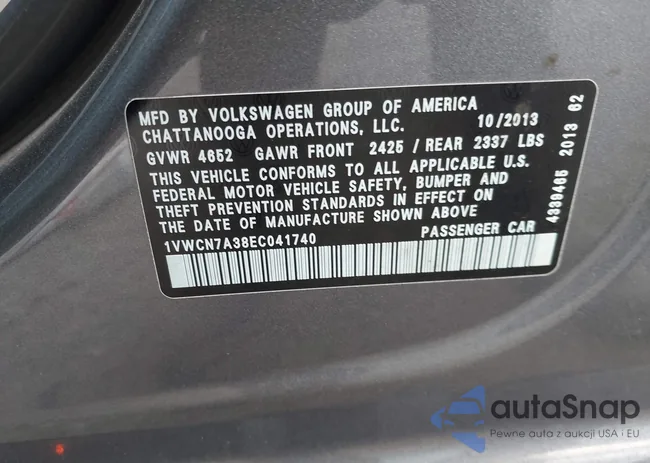 MFD BY VOLKSWAGEN GROUP OF AMERICA
CHATTANOOGA OPERATIONS, LLC. 10/2013
GVWR 4652 GAWR FRONT 2425 / REAR 2337 LBS
THIS VEHICLE CONFORMS TO ALL APPLICABLE U.S.
FEDERAL MOTOR VEHICLE SAFETY, BUMPER AND
THEFT PREVENTION STANDARDS IN EFFECT ON
THE DATE OF MANUFACTURE SHOWN ABOVE
1VWCN7A38EC041740 PASSENGER CAR
4339465 2013 62
autaSnap
Pewne auta z aukcji USA i EU